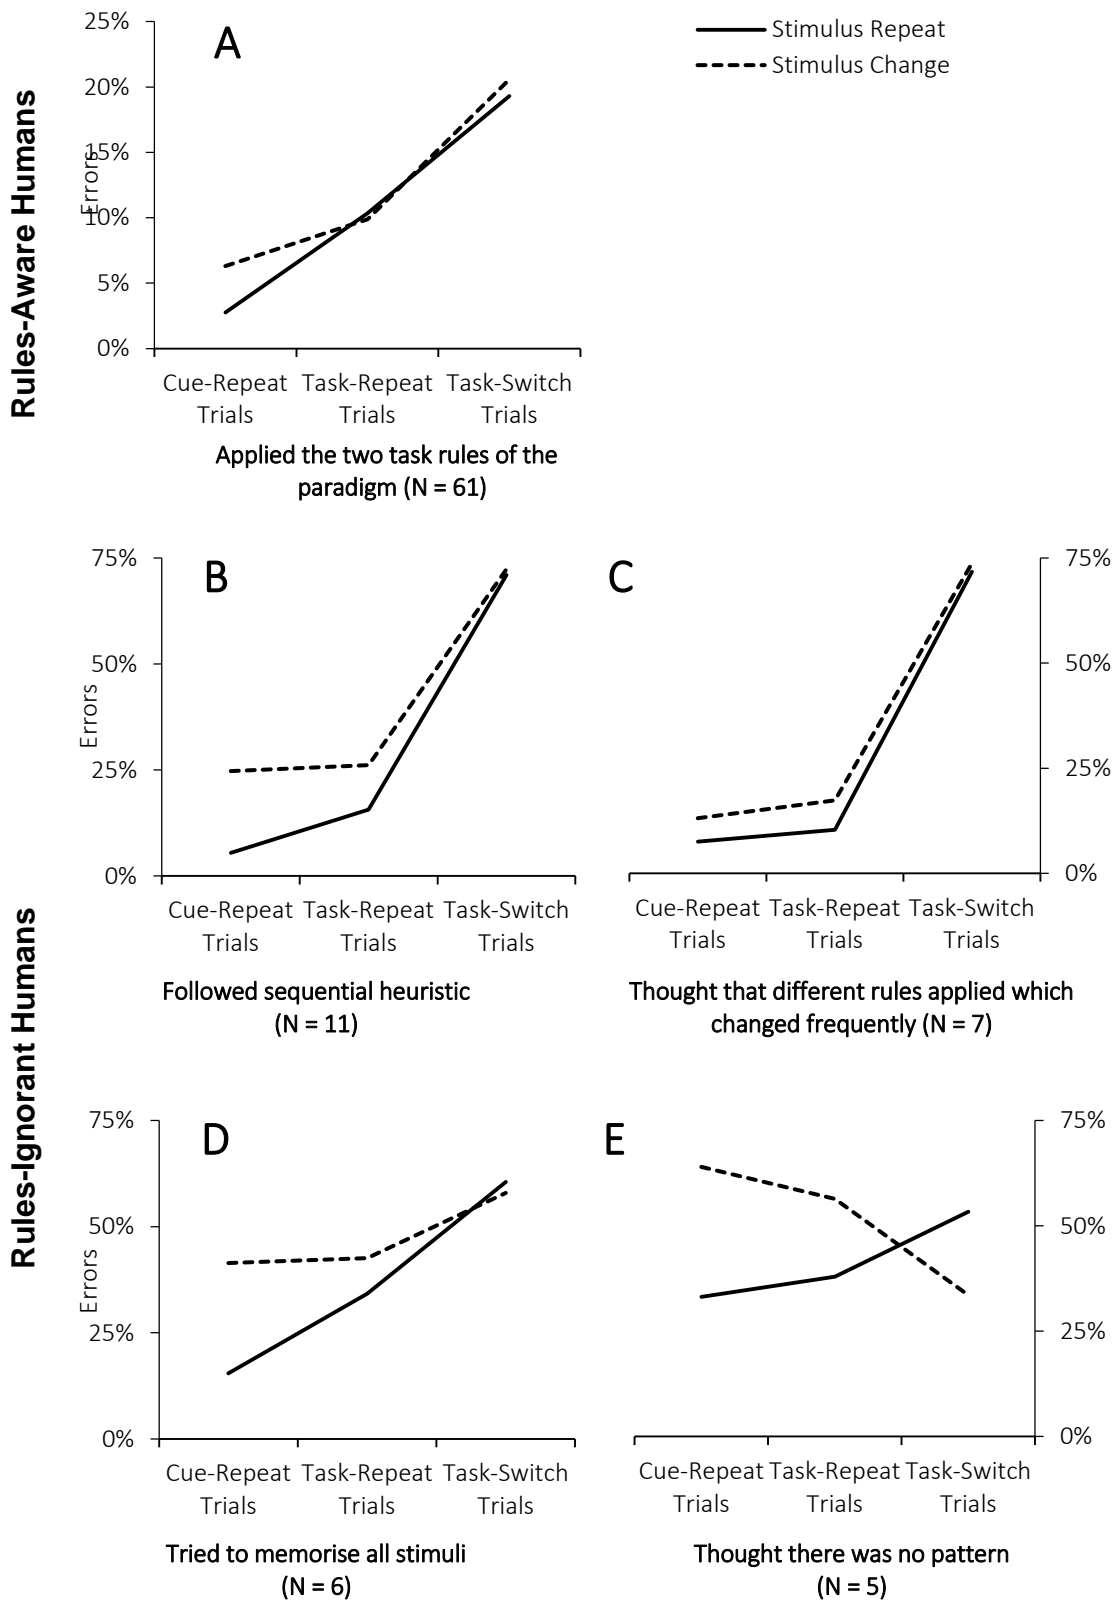 Rules-Aware Humans
A
Stimulus Repeat
Stimulus Change
Errors
25%
20%
15%
10%
5%
0%
Cue-Repeat Trials
Task-Repeat Trials
Task-Switch Trials
Applied the two task rules of the
paradigm (N = 61)
Rules-Ignorant Humans
B
Errors
75%
50%
25%
0%
Cue-Repeat Trials
Task-Repeat Trials
Task-Switch Trials
Followed sequential heuristic
(N = 11)
C
75%
50%
25%
0%
Cue-Repeat Trials
Task-Repeat Trials
Task-Switch Trials
Thought that different rules applied which
changed frequently (N = 7)
D
Errors
75%
50%
25%
0%
Cue-Repeat Trials
Task-Repeat Trials
Task-Switch Trials
Tried to memorise all stimuli
(N = 6)
E
75%
50%
25%
0%
Cue-Repeat Trials
Task-Repeat Trials
Task-Switch Trials
Thought there was no pattern
(N = 5)